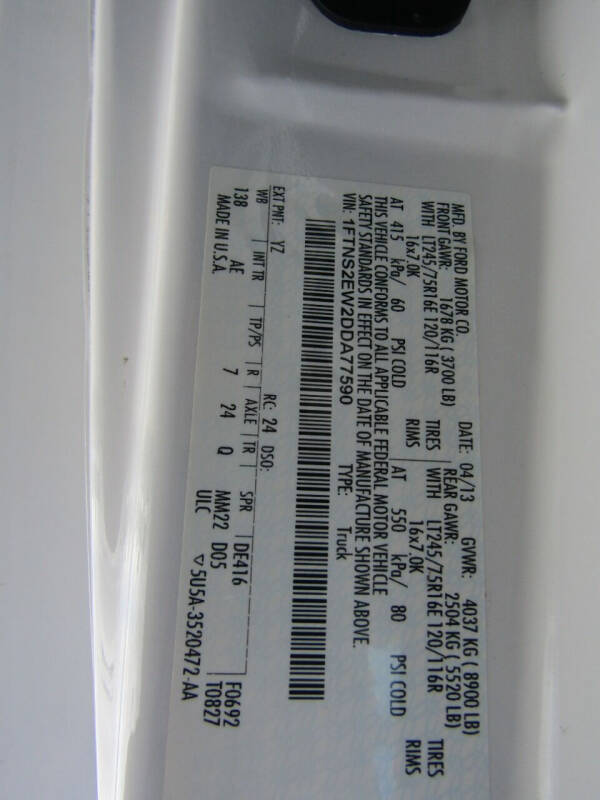 MFD. BY FORD MOTOR CO.
DATE: 04/13 GVWR: 4037 KG ( 8900 LB)
FRONT GAWR: 1678 KG ( 3700 LB) REAR GAWR: 2504 KG ( 5520 LB)
WITH LT245/75R16E 120/116R TIRES WITH LT245/75R16E 120/116R TIRES
16x7.0K RIMS 16x7.0K RIMS
AT 415 kPa/ 60 PSI COLD AT 550 kPa/ 80 PSI COLD
THIS VEHICLE CONFORMS TO ALL APPLICABLE FEDERAL MOTOR VEHICLE
SAFETY STANDARDS IN EFFECT ON THE DATE OF MANUFACTURE SHOWN ABOVE.
VIN: 1FTNS2EW2DDA77590 TYPE: Truck
F0692
T0827
EXT PNT: YZ RC: 24 DSO:
WB INT TR TP/PS R AXLE TR SPR DE416
138 AE 7 24 Q MM22 D05
MADE IN U.S.A. ULC ▽ 5U5A-3520472-AA